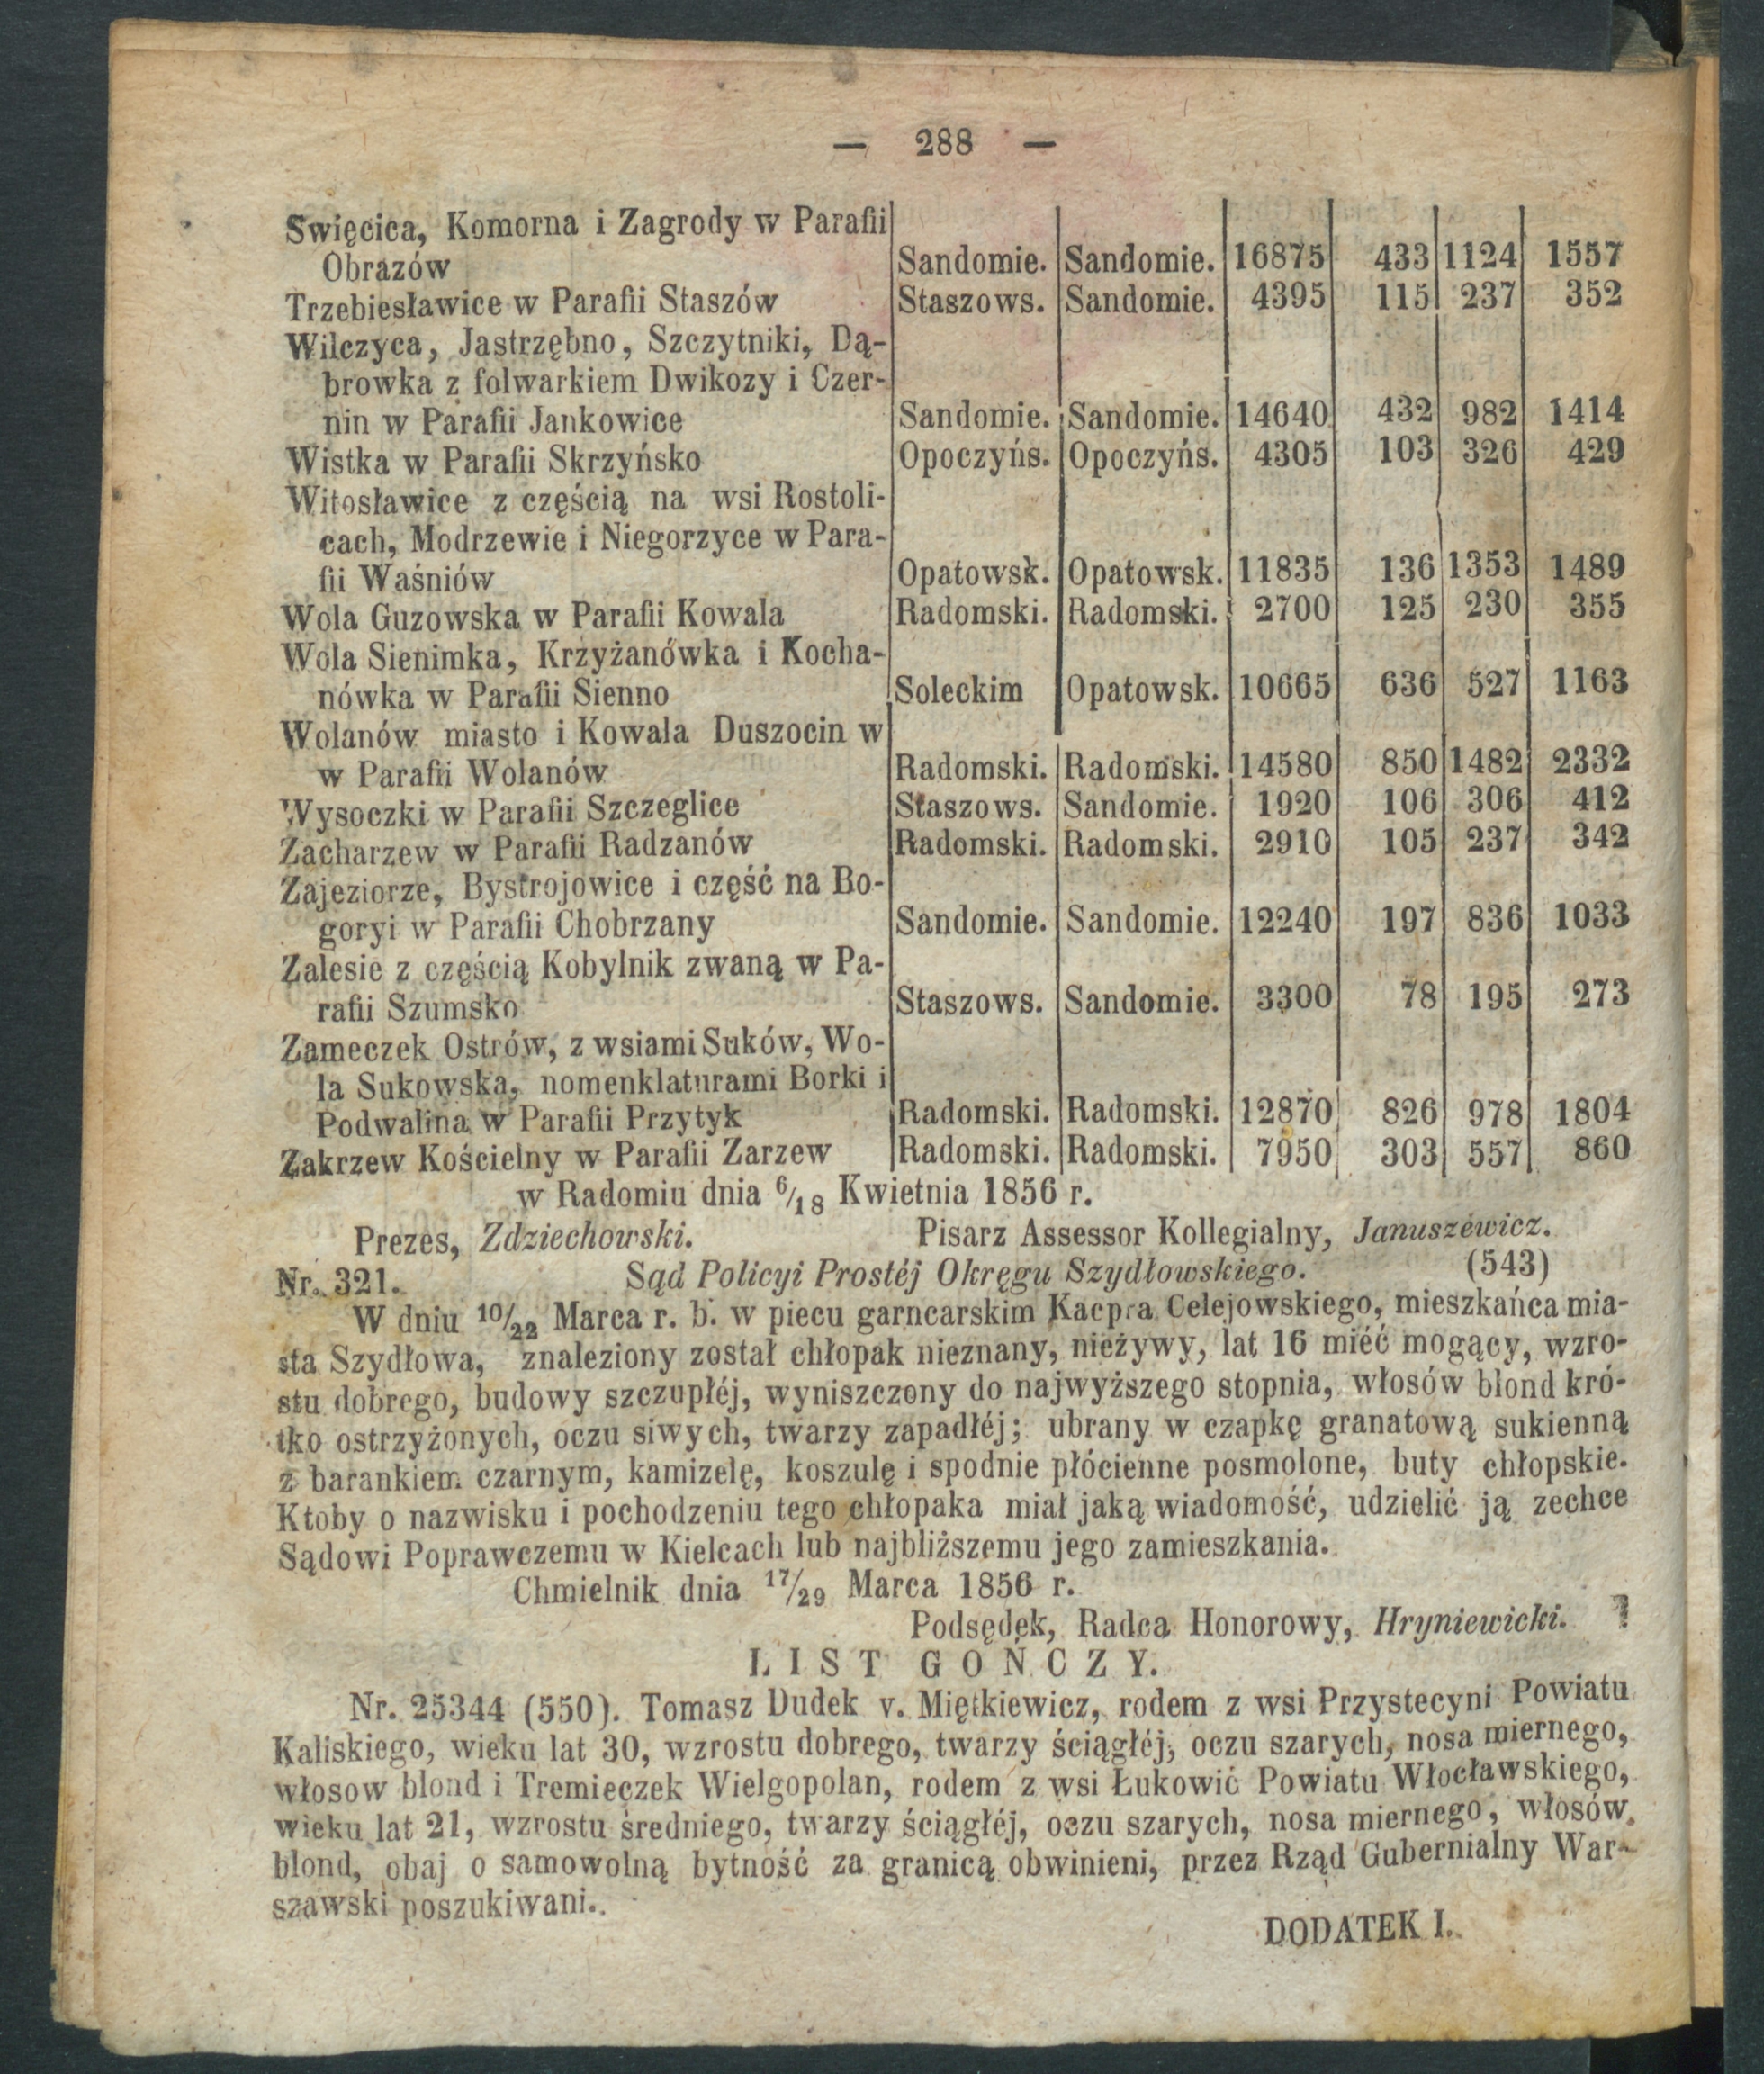 — 288 —
Swięcica, Komorna i Zagrody w Parafii
Obrazów Sandomie. Sandomie. 16875 433 1124 1557
Trzebiesławice w Parafii Staszów Staszows. Sandomie. 4395 115 237 352
Wilczyca, Jastrzębno, Szczytniki, Dą-
browka z folwarkiem Dwikozy i Czer-
nin w Parafii Jankowice Sandomie. Sandomie. 14640 432 982 1414
Wistka w Parafii Skrzyńsko Opoczyńs. Opoczyńs. 4305 103 326 429
Witosławice z częścią na wsi Rostoli-
cach, Modrzewie i Niegorzyce w Para-
fii Waśniów Opatowsk. Opatowsk. 11835 136 1353 1489
Wola Guzowska w Parafii Kowala Radomski. Radomski. 2700 125 230 355
Wola Sienimka, Krzyżanówka i Kocha-
nówka w Parafii Sienno Soleckim Opatowsk. 10665 636 527 1163
Wolanów miasto i Kowala Duszocin w
w Parafii Wolanów Radomski. Radomski. 14580 850 1482 2332
Wysoczki w Parafii Szczeglice Staszows. Sandomie. 1920 106 306 412
Zacharzew w Parafii Radzanów Radomski. Radomski. 2910 105 237 342
Zajeziorze, Bystrojowice i część na Bo-
goryi w Parafii Chobrzany Sandomie. Sandomie. 12240 197 836 1033
Zalesie z częścią Kobylnik zwaną w Pa-
rafii Szumsko Staszows. Sandomie. 3300 78 195 273
Zameczek Ostrów, z wsiami Suków, Wo-
la Sukowska, nomenklaturami Borki i
Podwalina w Parafii Przytyk Radomski. Radomski. 12870 826 978 1804
Zakrzew Kościelny w Parafii Zarzew Radomski. Radomski. 7950 303 557 860
w Radomiu dnia 6/18 Kwietnia 1856 r.
Prezes, Zdziechowski. Pisarz Assessor Kollegialny, Januszéwicz.
Nr. 321. Sąd Policyi Prostéj Okręgu Szydłowskiego. (543)
W dniu 10/22 Marca r. b. w piecu garncarskim Kacpra Celejowskiego, mieszkańca mia-
sta Szydłowa, znaleziony został chłopak nieznany, nieżywy, lat 16 miéć mogący, wzro-
stu dobrego, budowy szczupłéj, wyniszczony do najwyższego stopnia, włosów blond kró-
tko ostrzyżonych, oczu siwych, twarzy zapadłéj; ubrany w czapkę granatową sukienną
z barankiem czarnym, kamizelę, koszulę i spodnie płócienne posmolone, buty chłopskie.
Ktoby o nazwisku i pochodzeniu tego chłopaka miał jaką wiadomość, udzielić ją zechce
Sądowi Poprawczemu w Kielcach lub najbliższemu jego zamieszkania.
Chmielnik dnia 17/29 Marca 1856 r.
Podsędek, Radca Honorowy, Hryniewicki.
LIST GOŃCZY.
Nr. 25344 (550). Tomasz Dudek v. Miętkiewicz, rodem z wsi Przystecyni Powiatu
Kaliskiego, wieku lat 30, wzrostu dobrego, twarzy ściągłéj, oczu szarych, nosa miernego,
włosow blond i Tremieczek Wielgopolan, rodem z wsi Łukowić Powiatu Włocławskiego,
wieku lat 21, wzrostu średniego, twarzy ściągłéj, oczu szarych, nosa miernego, włosów
blond, obaj o samowolną bytność za granicą obwinieni, przez Rząd Gubernialny War-
szawski poszukiwani.
DODATEK I.